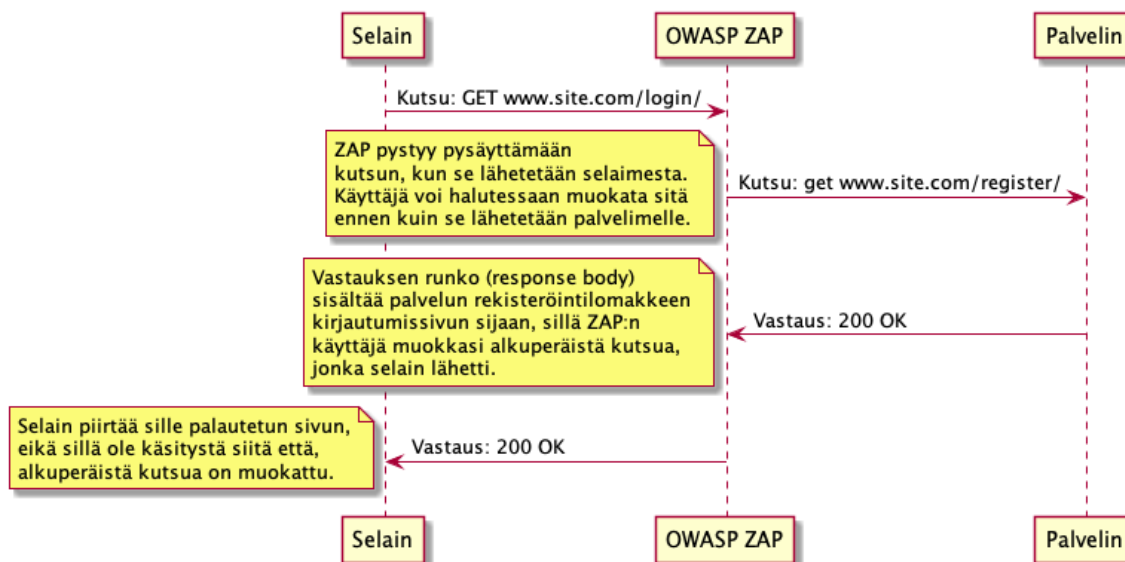 Selain
OWASP ZAP
Palvelin
Kutsu: GET www.site.com/login/
ZAP pystyy pysäyttämään
kutsun, kun se lähetetään selaimesta.
Käyttäjä voi halutessaan muokata sitä
ennen kuin se lähetetään palvelimelle.
Kutsu: get www.site.com/register/
Vastauksen runko (response body)
sisältää palvelun rekisteröintilomakkeen
kirjautumissivun sijaan, sillä ZAP:n
käyttäjä muokkasi alkuperäistä kutsua,
jonka selain lähetti.
Vastaus: 200 OK
Selain piirtää sille palautetun sivun,
eikä sillä ole käsitystä siitä että,
alkuperäistä kutsua on muokattu.
Vastaus: 200 OK
Selain
OWASP ZAP
Palvelin